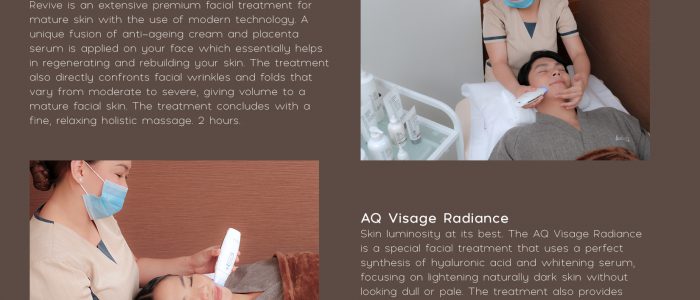 Revive is an extensive premium facial treatment for
mature skin with the use of modern technology. A
unique fusion of anti-ageing cream and placenta
serum is applied on your face which essentially helps
in regenerating and rebuilding your skin. The treatment
also directly confronts facial wrinkles and folds that
vary from moderate to severe, giving volume to a
mature facial skin. The treatment concludes with a
fine, relaxing holistic massage. 2 hours.
AQ Visage Radiance
Skin luminosity at its best. The AQ Visage Radiance
is a special facial treatment that uses a perfect
synthesis of hyaluronic acid and whitening serum,
focusing on lightening naturally dark skin without
looking dull or pale. The treatment also provides